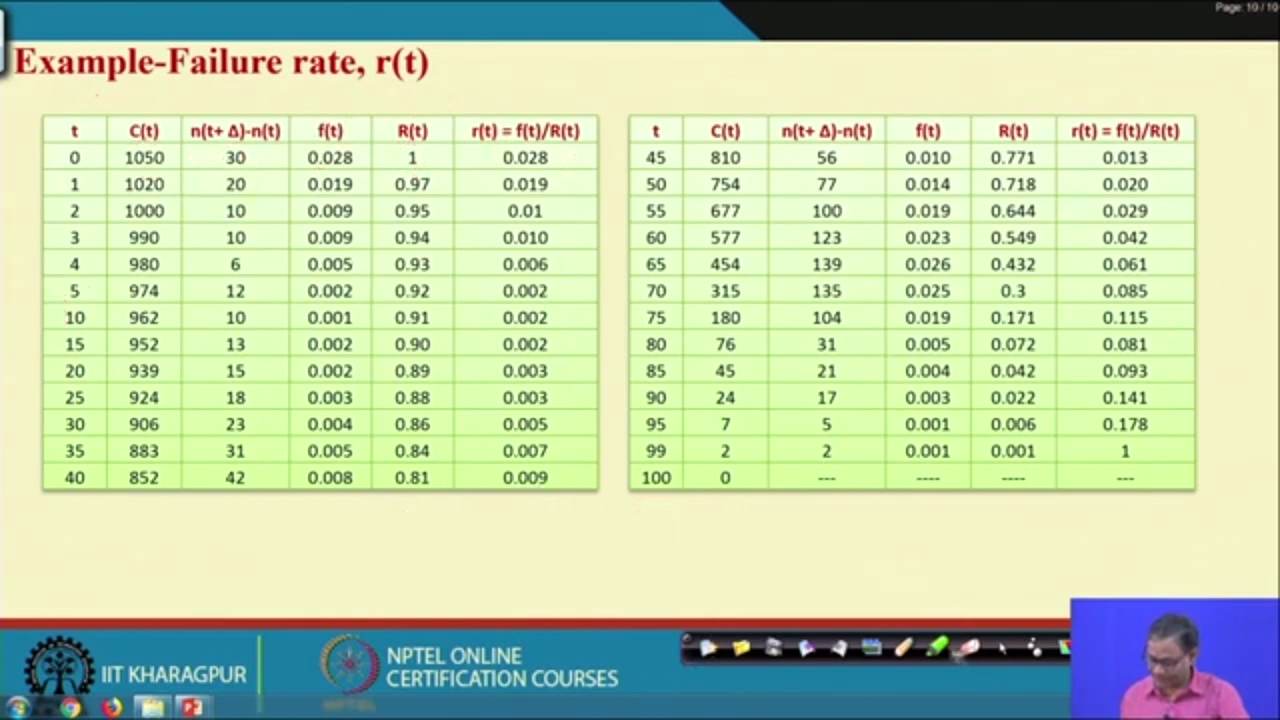 Page: 10 / 10
Example-Failure rate, r(t)
t C(t) n(t+ Δ)-n(t) f(t) R(t) r(t) = f(t)/R(t)
0 1050 30 0.028 1 0.028
1 1020 20 0.019 0.97 0.019
2 1000 10 0.009 0.95 0.01
3 990 10 0.009 0.94 0.010
4 980 6 0.005 0.93 0.006
5 974 12 0.002 0.92 0.002
10 962 10 0.001 0.91 0.002
15 952 13 0.002 0.90 0.002
20 939 15 0.002 0.89 0.003
25 924 18 0.003 0.88 0.003
30 906 23 0.004 0.86 0.005
35 883 31 0.005 0.84 0.007
40 852 42 0.008 0.81 0.009
t C(t) n(t+ Δ)-n(t) f(t) R(t) r(t) = f(t)/R(t)
45 810 56 0.010 0.771 0.013
50 754 77 0.014 0.718 0.020
55 677 100 0.019 0.644 0.029
60 577 123 0.023 0.549 0.042
65 454 139 0.026 0.432 0.061
70 315 135 0.025 0.3 0.085
75 180 104 0.019 0.171 0.115
80 76 31 0.005 0.072 0.081
85 45 21 0.004 0.042 0.093
90 24 17 0.003 0.022 0.141
95 7 5 0.001 0.006 0.178
99 2 2 0.001 0.001 1
100 0 --- ---- ---- ---
IIT KHARAGPUR
NPTEL ONLINE
CERTIFICATION COURSES